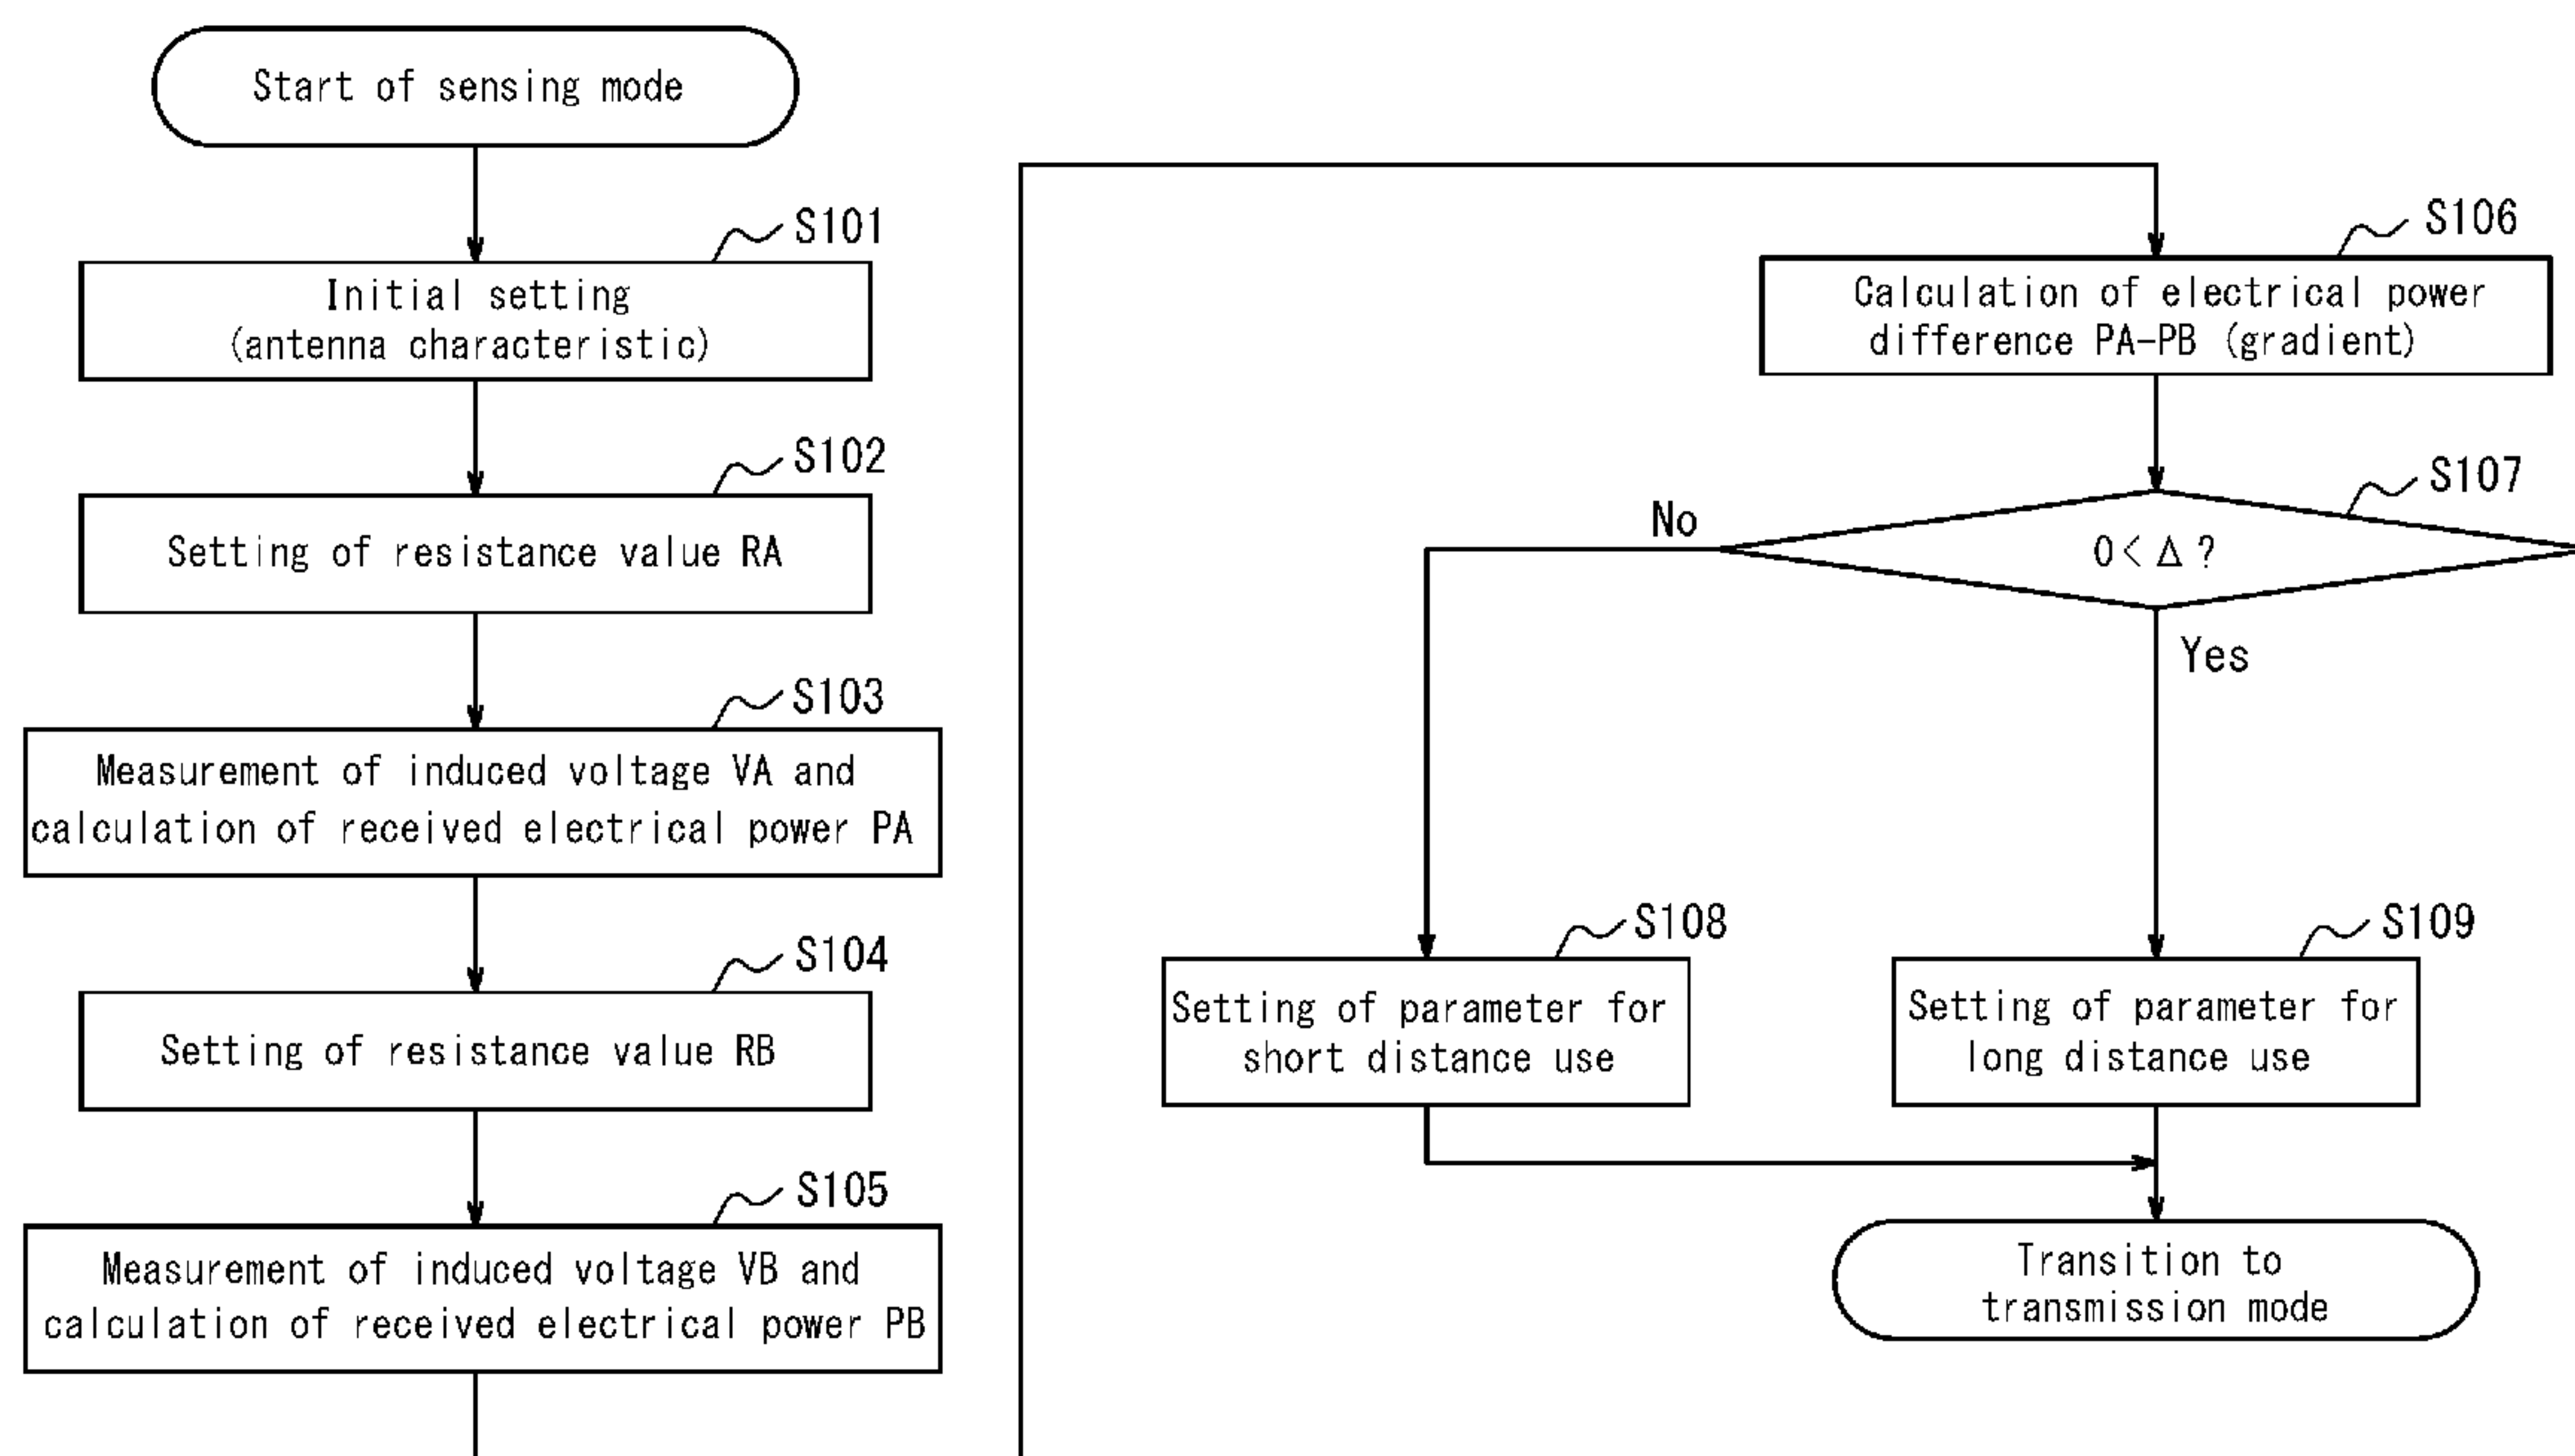 Start of sensing mode
S101
Initial setting
(antenna characteristic)
S102
Setting of resistance value RA
S103
Measurement of induced voltage VA and
calculation of received electrical power PA
S104
Setting of resistance value RB
S105
Measurement of induced voltage VB and
calculation of received electrical power PB
S106
Calculation of electrical power
difference PA-PB (gradient)
S107
0< Δ ?
No
Yes
S108
Setting of parameter for
short distance use
S109
Setting of parameter for
long distance use
Transition to
transmission mode